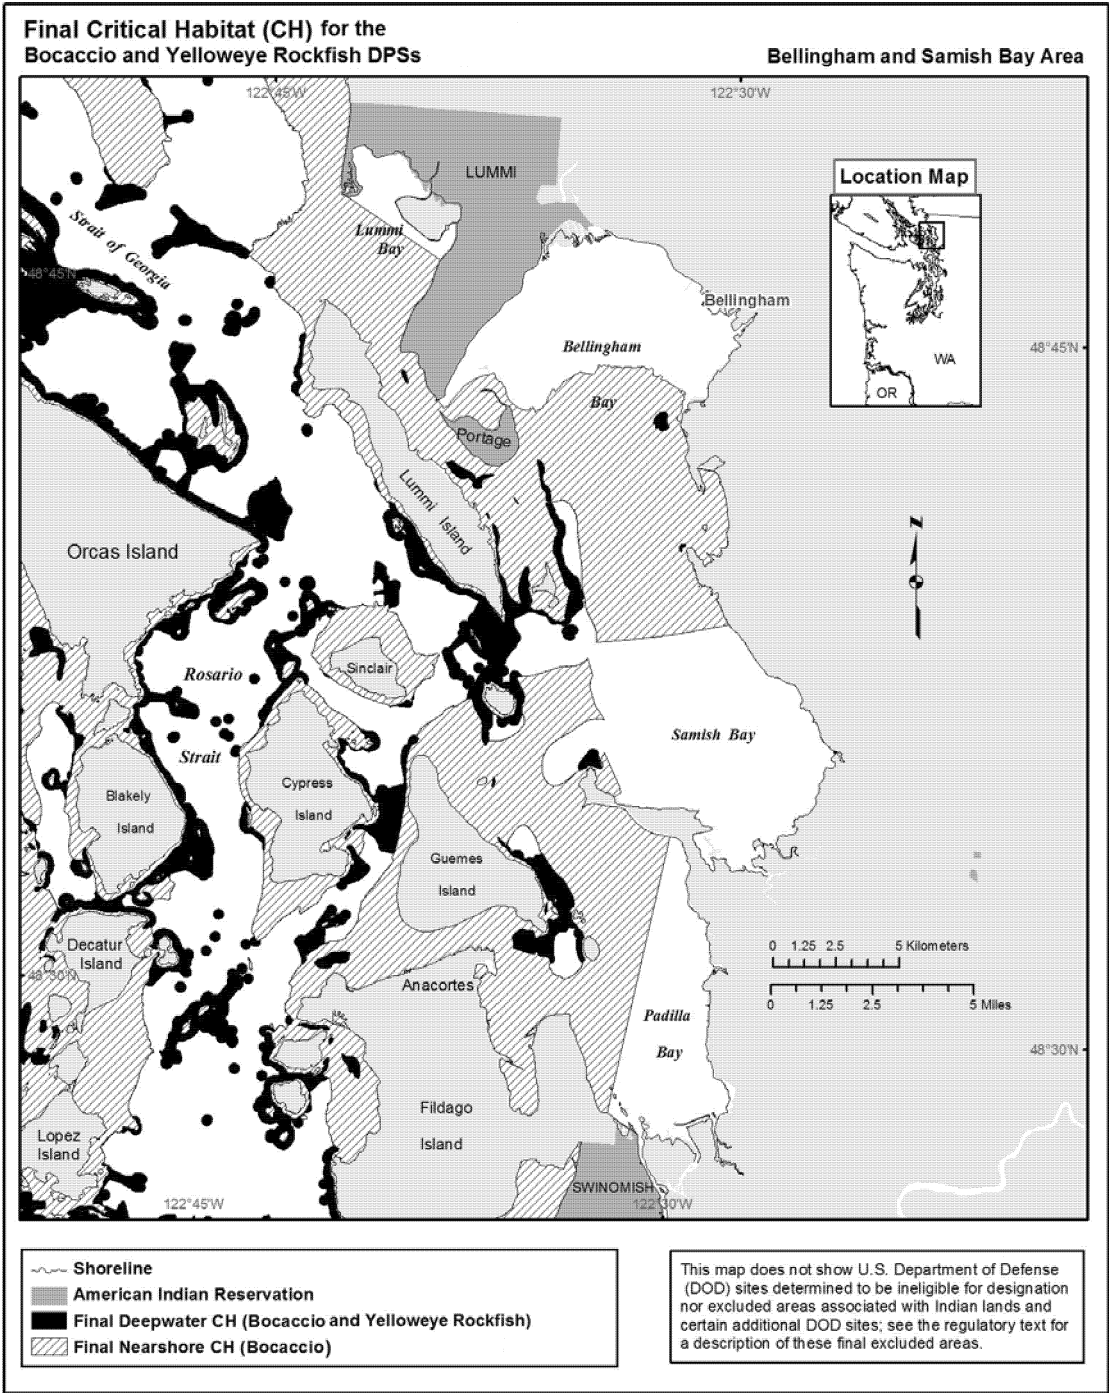 Final Critical Habitat (CH) for the
Bocaccio and Yelloweye Rockfish DPSs
Bellingham and Samish Bay Area
122°45'W
122°30'W
LUMMI
Location Map
Strait of Georgia
Lummi
Bay
48°45'N
Bellingham
Bellingham
48°45'N
WA
OR
Bay
Portage
Lummi Island
N
Orcas Island
Sinclair
Rosario
Strait
Samish Bay
Cypress
Island
Blakely
Island
Guemes
Island
Decatur
Island
0 1.25 2.5 5 Kilometers
48°30'N
Anacortes
0 1.25 2.5 5 Miles
Padilla
Bay
48°30'N
Fildago
Island
Lopez
Island
SWINOMISH
122°45'W
122°30'W
Shoreline
American Indian Reservation
Final Deepwater CH (Bocaccio and Yelloweye Rockfish)
Final Nearshore CH (Bocaccio)
This map does not show U.S. Department of Defense
(DOD) sites determined to be ineligible for designation
nor excluded areas associated with Indian lands and
certain additional DOD sites; see the regulatory text for
a description of these final excluded areas.